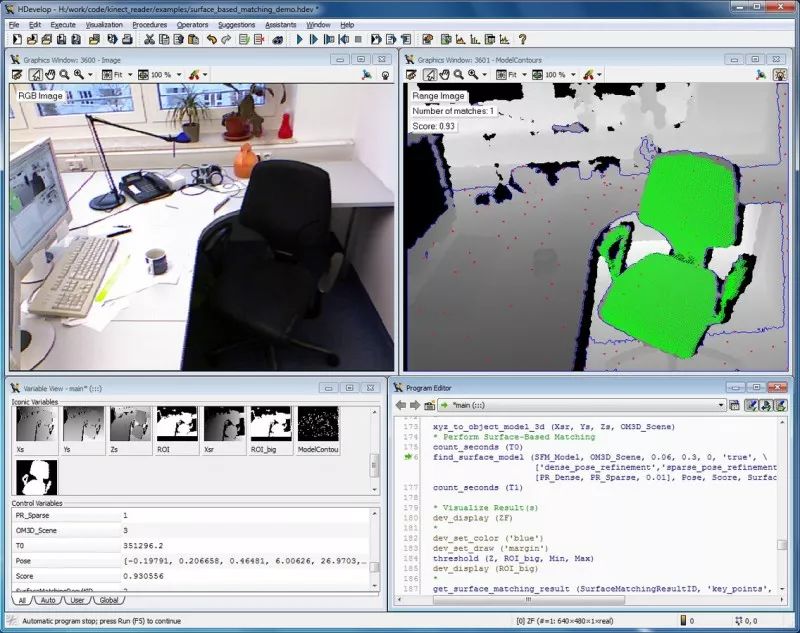 HDevelop - H:/work/code/kinect_reader/examples/surface_based_matching_demo.hdev *
File Edit Execute Visualization Procedures Operators Suggestions Assistants Window Help
Graphics Window: 3600 - Image
Fit 100 %
RGB Image
Graphics Window: 3601 - ModelContours
Fit 100 %
Range Image
Number of matches: 1
Score: 0.93
Variable View - main* (:::)
Iconic Variables
Xs Ys Zs ROI Xsr ROI_big ModelContou
Control Variables
PR_Sparse 1
OM3D_Scene 3
T0 351296.2
Pose [-0.19791, 0.206658, 0.46481, 6.00626, 26.9703,...
Score 0.930556
All Auto User Global
Program Editor
*main (:::)
173 xyz_to_object_model_3d (Xsr, Ys, Zs, OM3D_Scene)
174 * Perform Surface-Based Matching
175 count_seconds (T0)
find_surface_model (SFM_Model, OM3D_Scene, 0.06, 0.3, 0, 'true', \
['dense_pose_refinement','sparse_pose_refinement
[PR_Dense, PR_Sparse, 0.01], Pose, Score, Surfac
177 count_seconds (T1)
178
179 * Visualize Result(s)
180 dev_display (ZF)
181 *
182 dev_set_color ('blue')
183 dev_set_draw ('margin')
184 threshold (Z, ROI_big, Min, Max)
185 dev_display (ROI_big)
186 *
187 get_surface_matching_result (SurfaceMatchingResultID, 'key_points',
Automatic program stop; press Run (F5) to continue
[0] ZF (#=1: 640×480×1×real)
0
0, 0